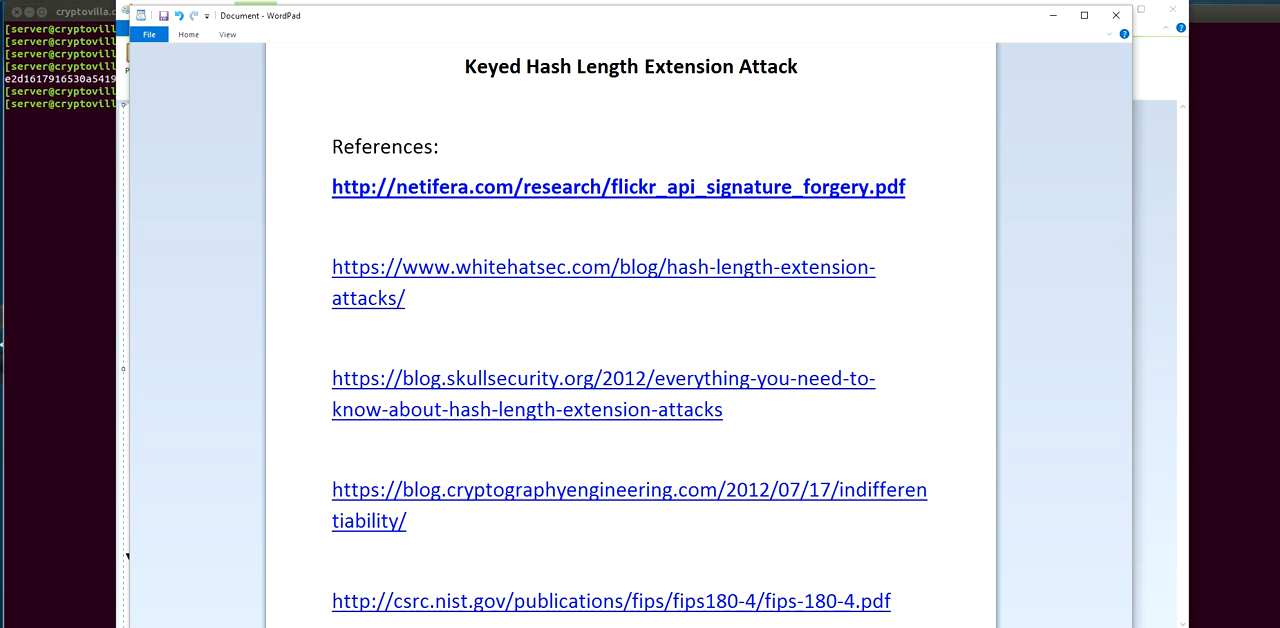 cryptovilla.c
Document - WordPad
File Home View
[server@cryptovill
[server@cryptovill
[server@cryptovill
[server@cryptovill
e2d1617916530a5419
[server@cryptovill
[server@cryptovill
Keyed Hash Length Extension Attack
References:
http://netifera.com/research/flickr_api_signature_forgery.pdf
https://www.whitehatsec.com/blog/hash-length-extension-
attacks/
https://blog.skullsecurity.org/2012/everything-you-need-to-
know-about-hash-length-extension-attacks
https://blog.cryptographyengineering.com/2012/07/17/indifferen
tiability/
http://csrc.nist.gov/publications/fips/fips180-4/fips-180-4.pdf